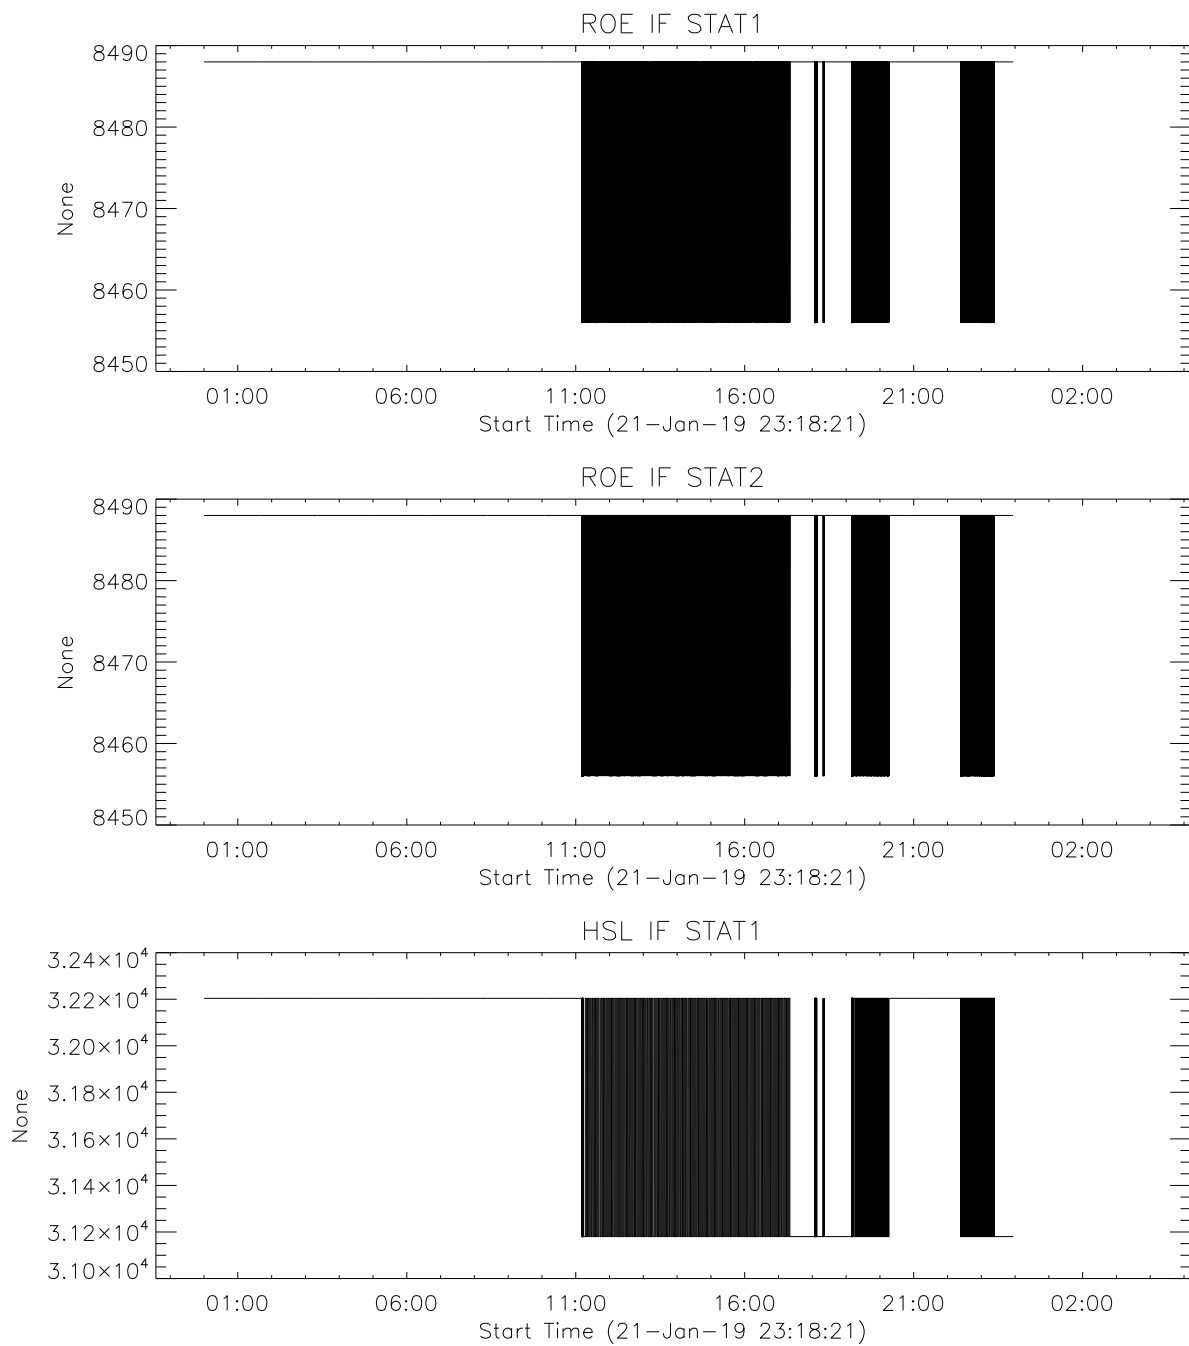 ROE IF STAT1
8490
8480
8470
8460
8450
None
01:00 06:00 11:00 16:00 21:00 02:00
Start Time (21-Jan-19 23:18:21)
ROE IF STAT2
8490
8480
8470
8460
8450
None
01:00 06:00 11:00 16:00 21:00 02:00
Start Time (21-Jan-19 23:18:21)
HSL IF STAT1
3.24×10⁴
3.22×10⁴
3.20×10⁴
3.18×10⁴
3.16×10⁴
3.14×10⁴
3.12×10⁴
3.10×10⁴
None
01:00 06:00 11:00 16:00 21:00 02:00
Start Time (21-Jan-19 23:18:21)